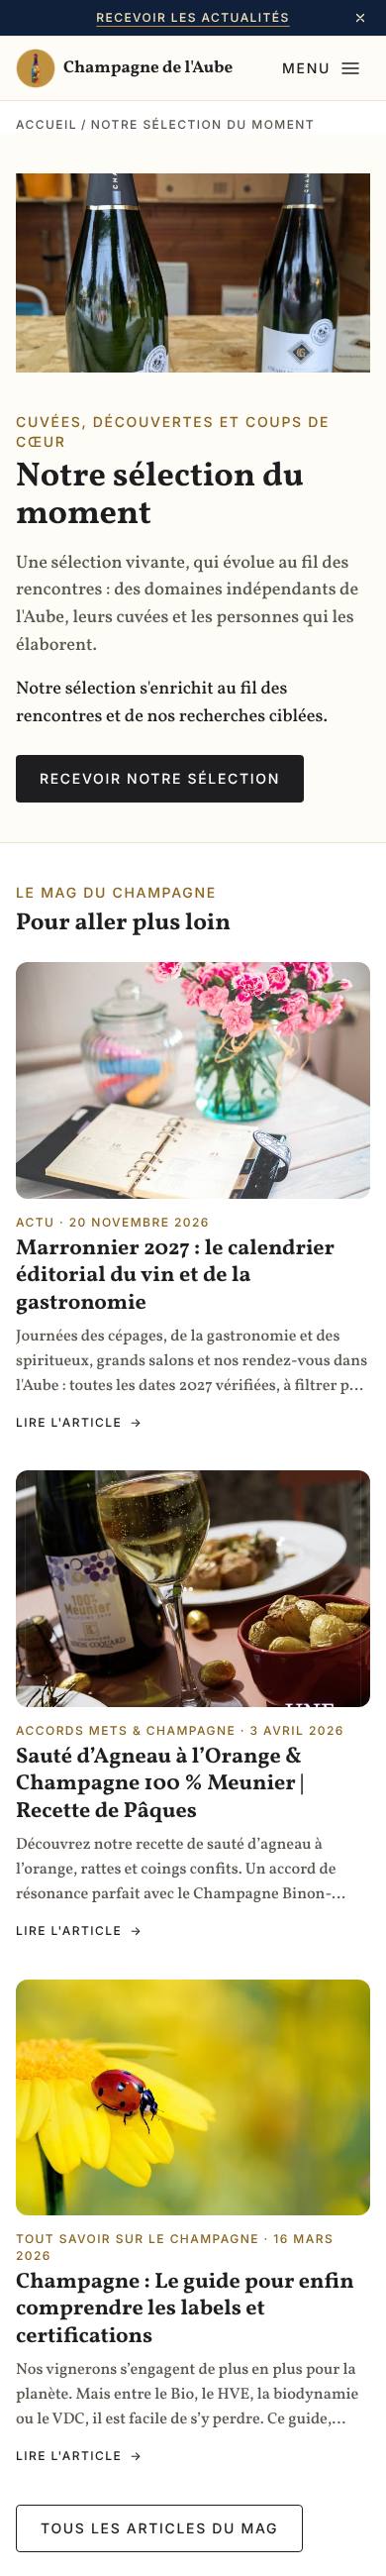 RECEVOIR LES ACTUALITÉS ×
Champagne de l'Aube
MENU
ACCUEIL / NOTRE SÉLECTION DU MOMENT
CUVÉES, DÉCOUVERTES ET COUPS DE
CŒUR
Notre sélection du
moment
Une sélection vivante, qui évolue au fil des
rencontres : des domaines indépendants de
l'Aube, leurs cuvées et les personnes qui les
élaborent.
Notre sélection s'enrichit au fil des
rencontres et de nos recherches ciblées.
RECEVOIR NOTRE SÉLECTION
LE MAG DU CHAMPAGNE
Pour aller plus loin
ACTU · 20 NOVEMBRE 2026
Marronnier 2027 : le calendrier
éditorial du vin et de la
gastronomie
Journées des cépages, de la gastronomie et des
spiritueux, grands salons et nos rendez-vous dans
l'Aube : toutes les dates 2027 vérifiées, à filtrer p…
LIRE L'ARTICLE →
100%
Meunier
UNE
ACCORDS METS & CHAMPAGNE · 3 AVRIL 2026
Sauté d’Agneau à l’Orange &
Champagne 100 % Meunier |
Recette de Pâques
Découvrez notre recette de sauté d’agneau à
l’orange, rattes et coings confits. Un accord de
résonance parfait avec le Champagne Binon-…
LIRE L'ARTICLE →
TOUT SAVOIR SUR LE CHAMPAGNE · 16 MARS
2026
Champagne : Le guide pour enfin
comprendre les labels et
certifications
Nos vignerons s’engagent de plus en plus pour la
planète. Mais entre le Bio, le HVE, la biodynamie
ou le VDC, il est facile de s’y perdre. Ce guide,…
LIRE L'ARTICLE →
TOUS LES ARTICLES DU MAG